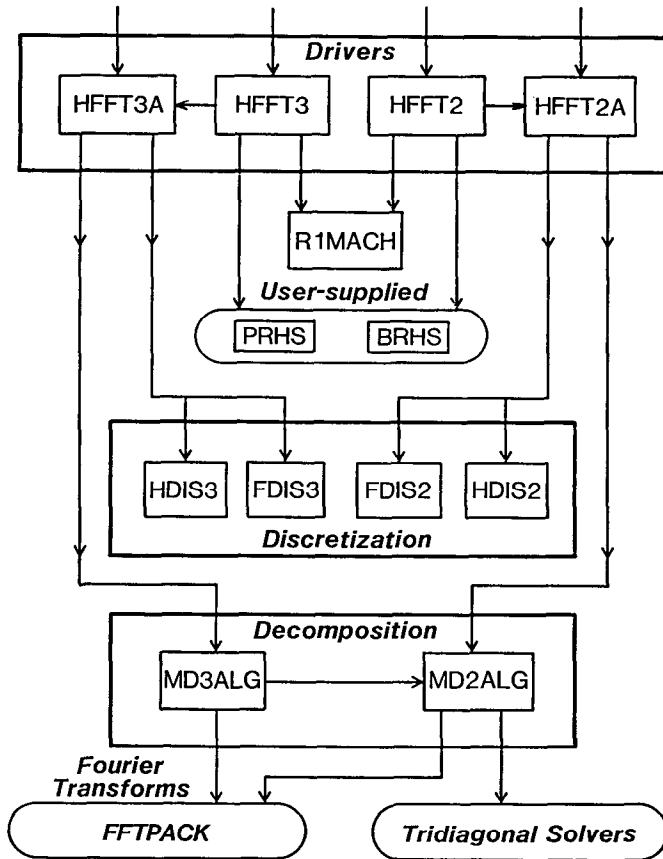 Drivers
HFFT3A
HFFT3
HFFT2
HFFT2A
R1MACH
User-supplied
PRHS
BRHS
HDIS3
FDIS3
FDIS2
HDIS2
Discretization
Decomposition
MD3ALG
MD2ALG
Fourier
Transforms
FFTPACK
Tridiagonal Solvers